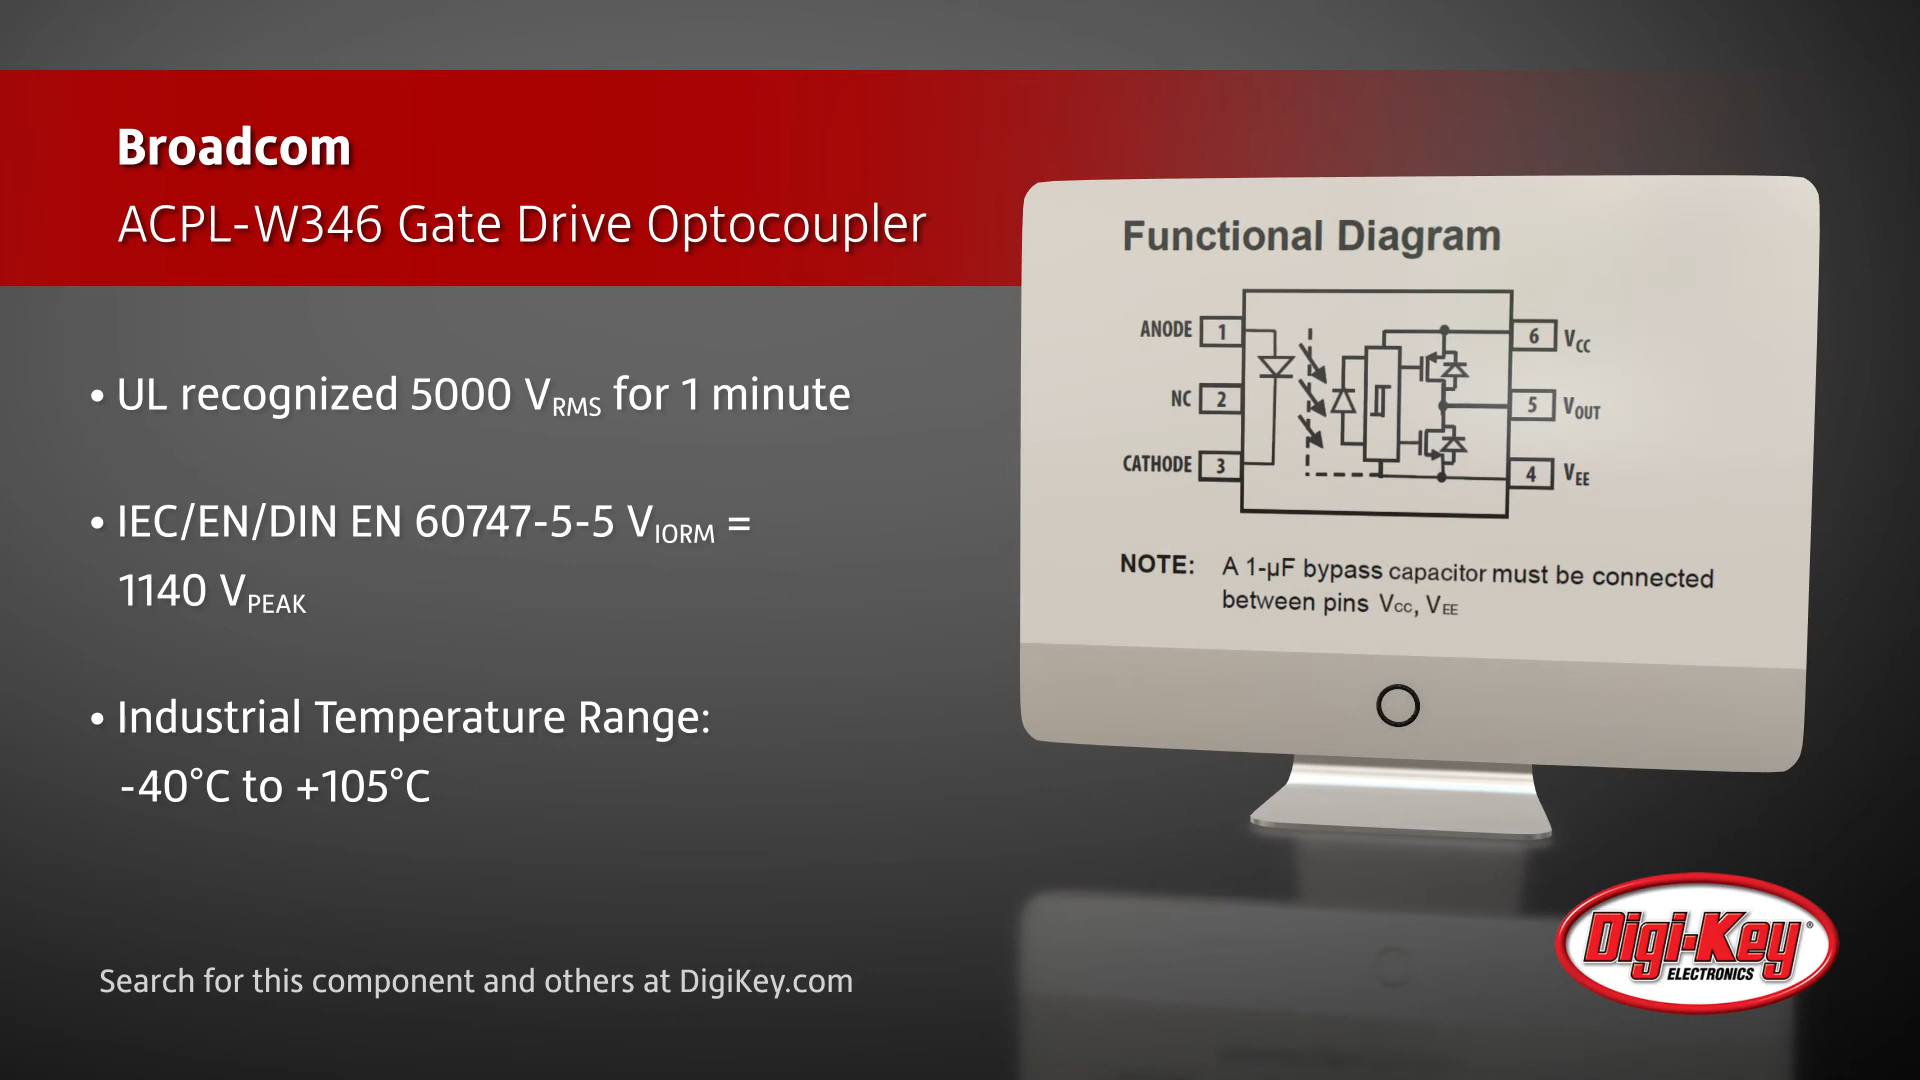 Broadcom
ACPL-W346 Gate Drive Optocoupler
• UL recognized 5000 VRMS for 1 minute
• IEC/EN/DIN EN 60747-5-5 VIORM =
1140 VPEAK
• Industrial Temperature Range:
-40°C to +105°C
Search for this component and others at DigiKey.com
Functional Diagram
ANODE 1
NC 2
CATHODE 3
6 VCC
5 VOUT
4 VEE
NOTE: A 1-µF bypass capacitor must be connected
between pins Vcc, VEE
Digi-Key®
ELECTRONICS